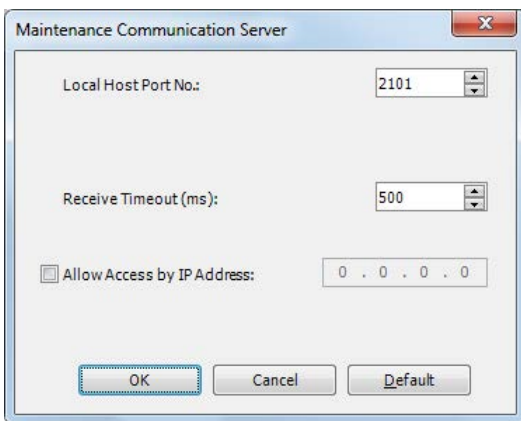 Maintenance Communication Server
Local Host Port No.: 2101
Receive Timeout (ms): 500
Allow Access by IP Address: 0 . 0 . 0 . 0
OK Cancel Default